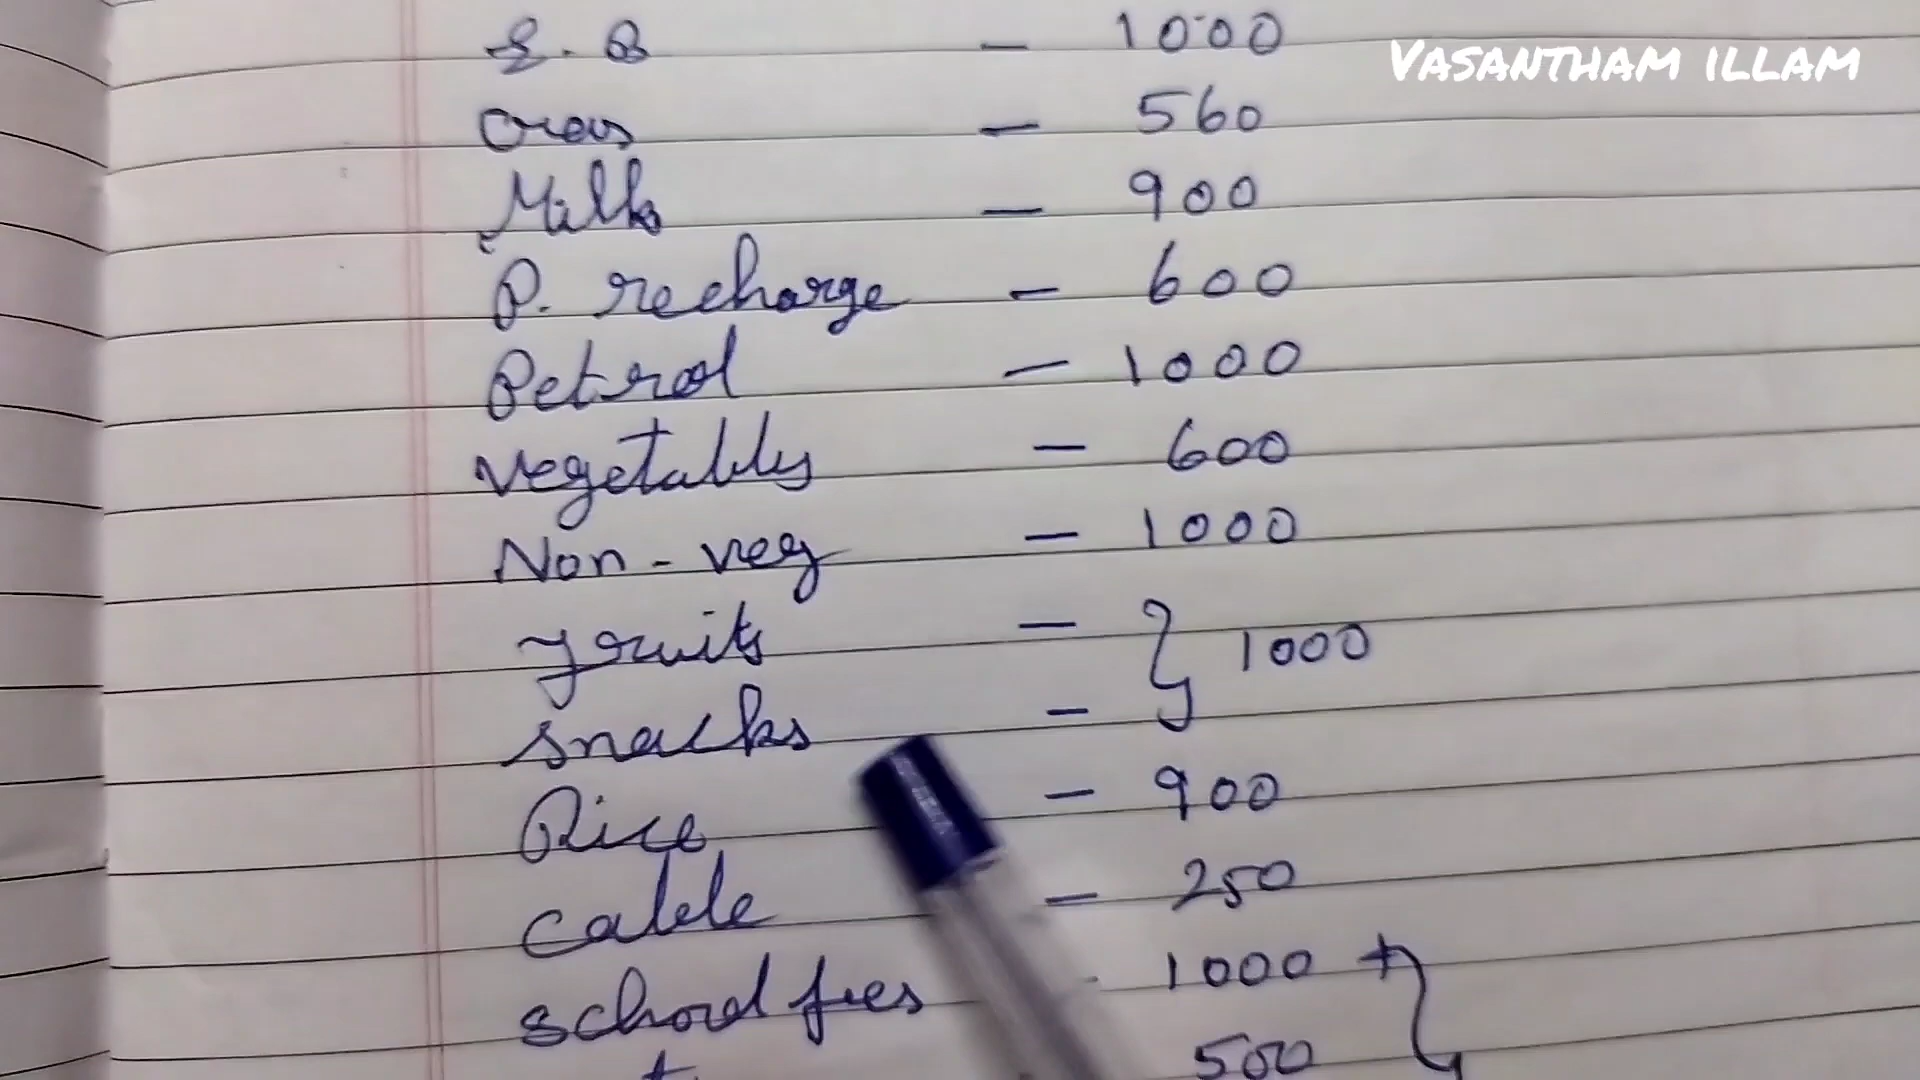 E.B - 1000
VASANTHAM ILLAM
- 560
Milk - 900
P. recharge - 600
Petrol - 1000
Vegetables - 600
Non-veg - 1000
Fruits -
} 1000
Snacks -
Rice - 900
Cable - 250
School fees - 1000 +
500